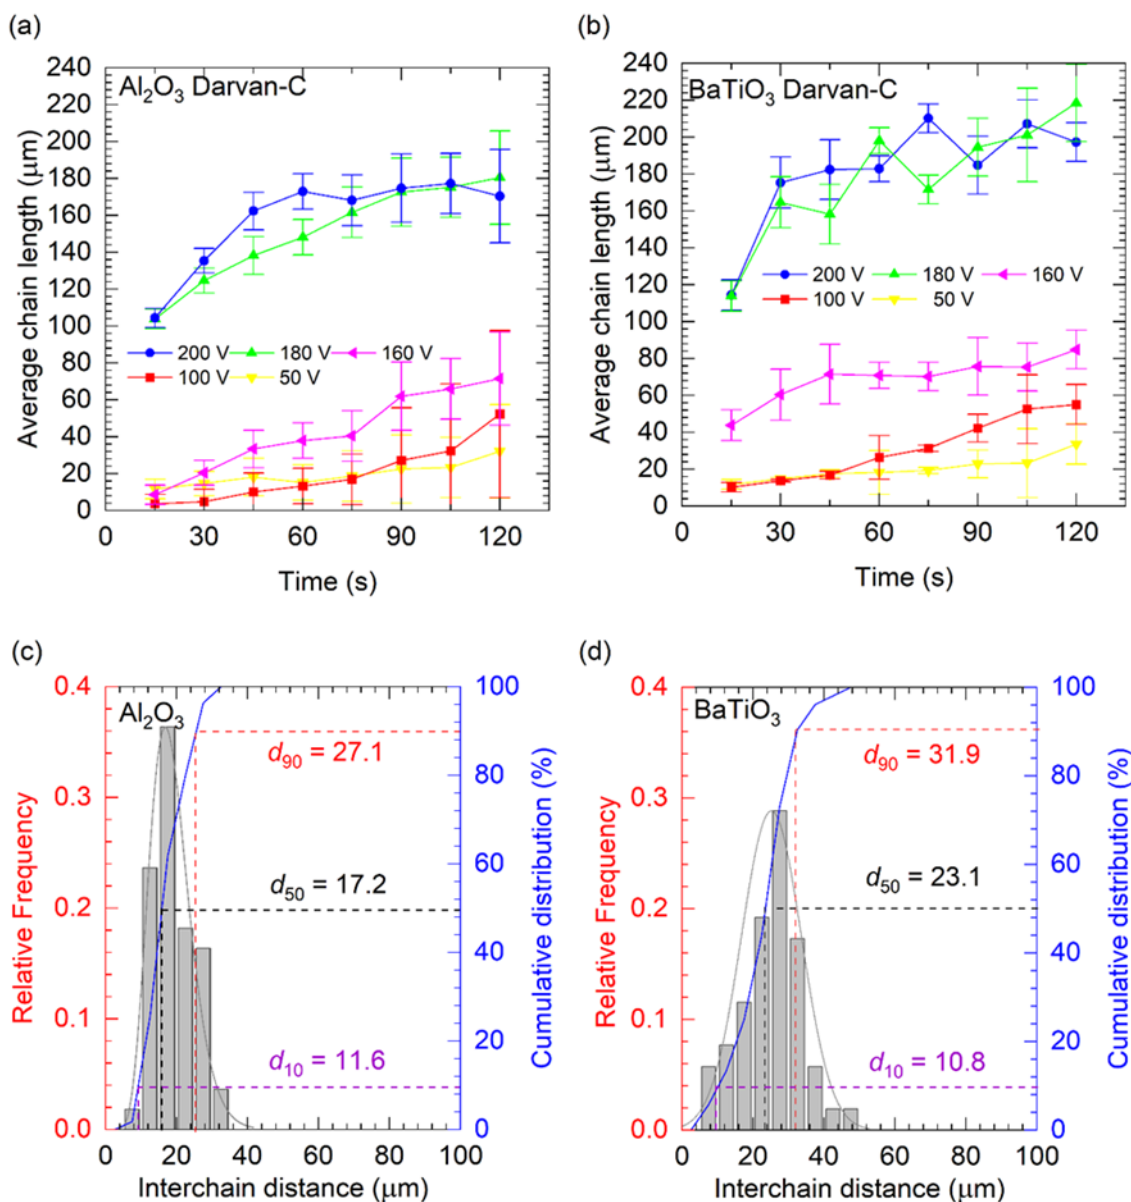 (a)
Al₂O₃ Darvan-C
240
220
200
180
160
140
120
100
80
60
40
20
0
Average chain length (μm)
200 V 180 V 160 V
100 V 50 V
0 30 60 90 120
Time (s)
(b)
BaTiO₃ Darvan-C
240
220
200
180
160
140
120
100
80
60
40
20
0
Average chain length (μm)
200 V 180 V 160 V
100 V 50 V
0 30 60 90 120
Time (s)
(c)
Al₂O₃
0.4
0.3
0.2
0.1
0.0
Relative Frequency
d₉₀ = 27.1
d₅₀ = 17.2
d₁₀ = 11.6
100
80
60
40
20
0
Cumulative distribution (%)
0 20 40 60 80 100
Interchain distance (μm)
(d)
BaTiO₃
0.4
0.3
0.2
0.1
0.0
Relative Frequency
d₉₀ = 31.9
d₅₀ = 23.1
d₁₀ = 10.8
100
80
60
40
20
0
Cumulative distribution (%)
0 20 40 60 80 100
Interchain distance (μm)